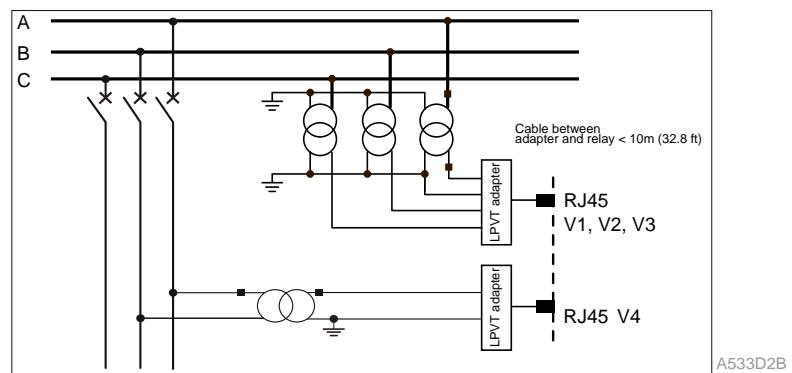 A
B
C
Cable between
adapter and relay < 10m (32.8 ft)
LPVT adapter
RJ45
V1, V2, V3
LPVT adapter
RJ45 V4
A533D2B